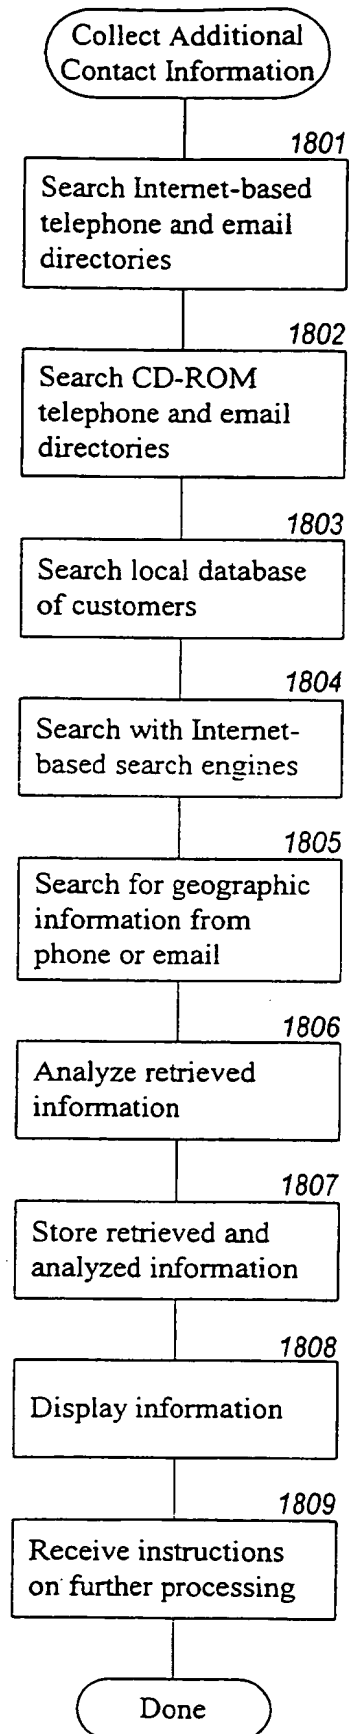 Collect Additional
Contact Information
1801
Search Internet-based
telephone and email
directories
1802
Search CD-ROM
telephone and email
directories
1803
Search local database
of customers
1804
Search with Internet-
based search engines
1805
Search for geographic
information from
phone or email
1806
Analyze retrieved
information
1807
Store retrieved and
analyzed information
1808
Display information
1809
Receive instructions
on further processing
Done